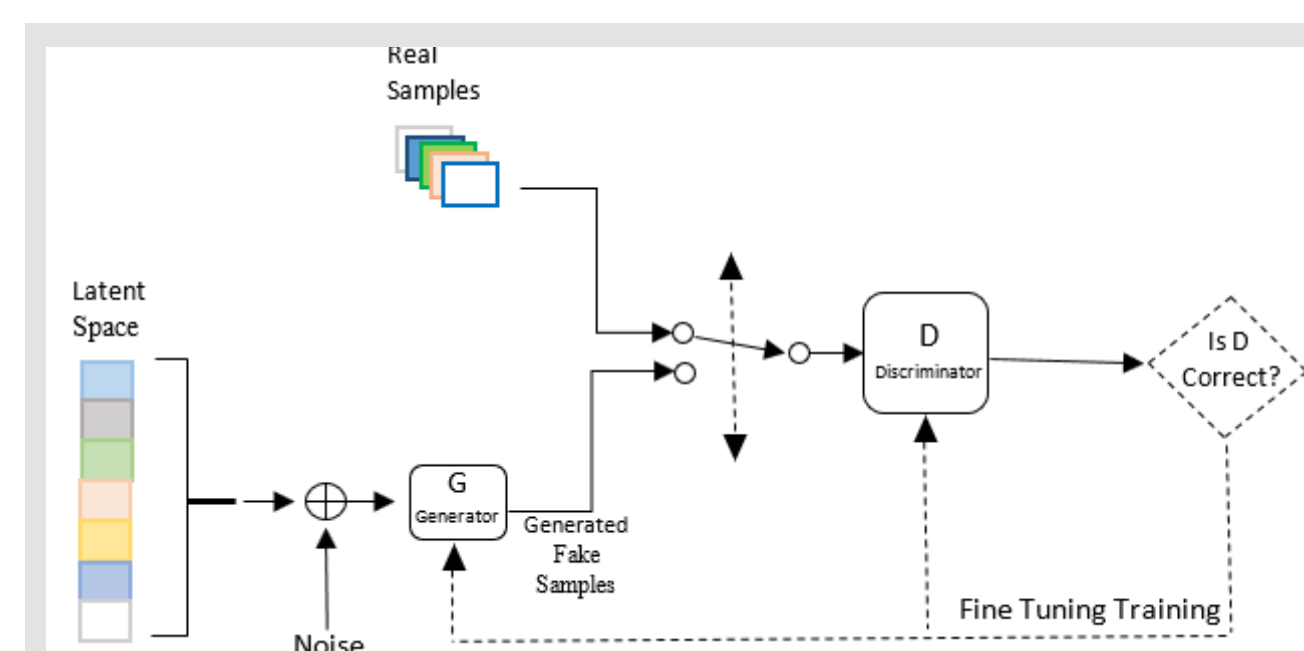 Real
Samples
Latent
Space
D
Discriminator
Is D
Correct?
G
Generator
Generated
Fake
Samples
Fine Tuning Training
Noise